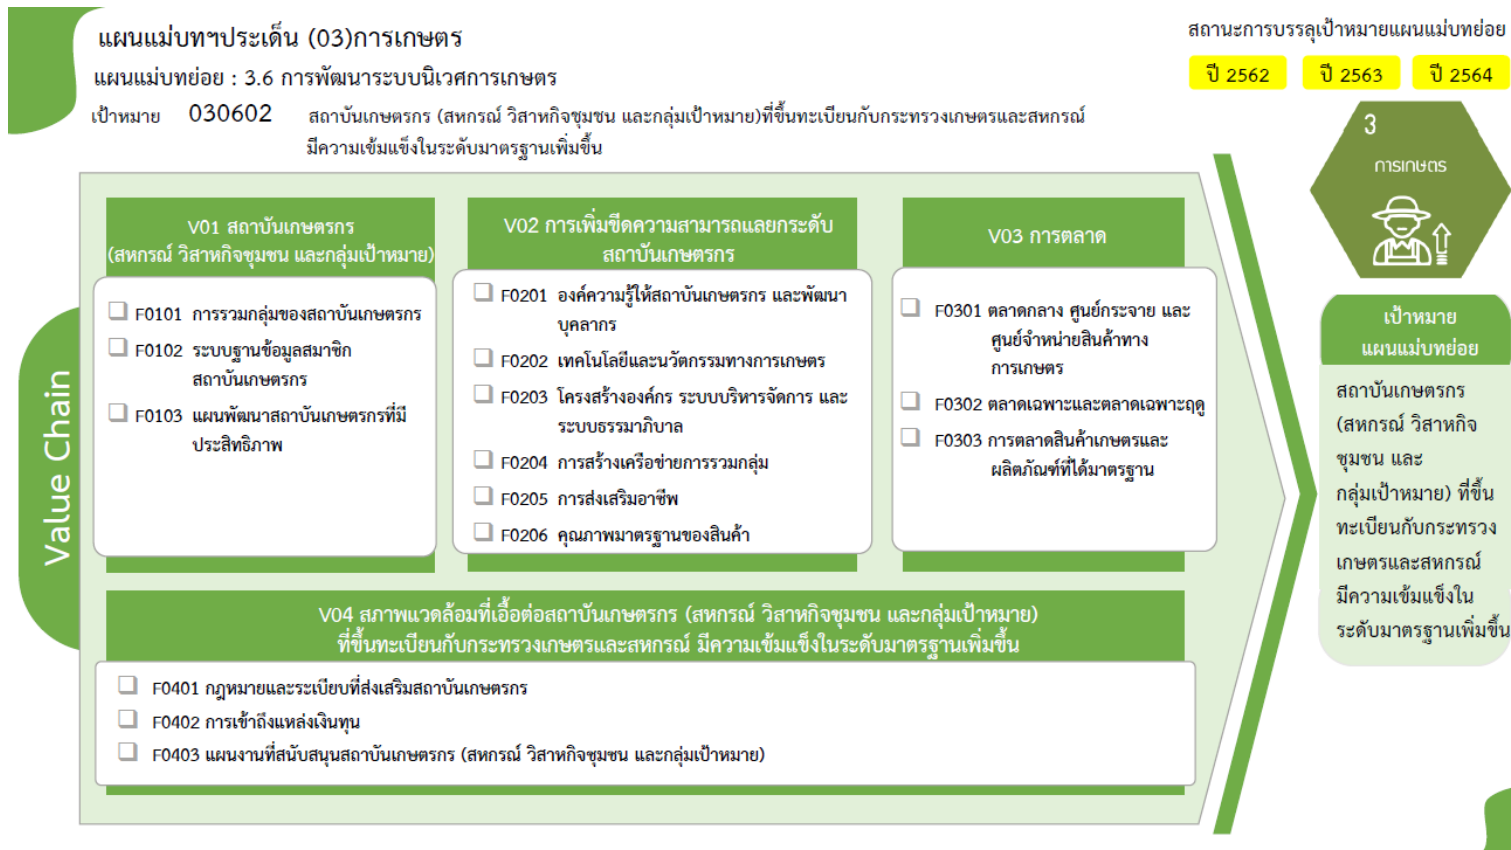 แผนแม่บทฯประเด็น (03)การเกษตร
แผนแม่บทย่อย : 3.6 การพัฒนาระบบนิเวศการเกษตร
เป้าหมาย 030602 สถาบันเกษตรกร (สหกรณ์ วิสาหกิจชุมชน และกลุ่มเป้าหมาย)ที่ขึ้นทะเบียนกับกระทรวงเกษตรและสหกรณ์
มีความเข้มแข็งในระดับมาตรฐานเพิ่มขึ้น
สถานะการบรรลุเป้าหมายแผนแม่บทย่อย
ปี 2562 ปี 2563 ปี 2564
3
การเกษตร
Value Chain
V01 สถาบันเกษตรกร
(สหกรณ์ วิสาหกิจชุมชน และกลุ่มเป้าหมาย)
F0101 การรวมกลุ่มของสถาบันเกษตรกร
F0102 ระบบฐานข้อมูลสมาชิก
สถาบันเกษตรกร
F0103 แผนพัฒนาสถาบันเกษตรกรที่มี
ประสิทธิภาพ
V02 การเพิ่มขีดความสามารถแลยกระดับ
สถาบันเกษตรกร
F0201 องค์ความรู้ให้สถาบันเกษตรกร และพัฒนา
บุคลากร
F0202 เทคโนโลยีและนวัตกรรมทางการเกษตร
F0203 โครงสร้างองค์กร ระบบบริหารจัดการ และ
ระบบธรรมาภิบาล
F0204 การสร้างเครือข่ายการรวมกลุ่ม
F0205 การส่งเสริมอาชีพ
F0206 คุณภาพมาตรฐานของสินค้า
V03 การตลาด
F0301 ตลาดกลาง ศูนย์กระจาย และ
ศูนย์จำหน่ายสินค้าทาง
การเกษตร
F0302 ตลาดเฉพาะและตลาดเฉพาะฤดู
F0303 การตลาดสินค้าเกษตรและ
ผลิตภัณฑ์ที่ได้มาตรฐาน
V04 สภาพแวดล้อมที่เอื้อต่อสถาบันเกษตรกร (สหกรณ์ วิสาหกิจชุมชน และกลุ่มเป้าหมาย)
ที่ขึ้นทะเบียนกับกระทรวงเกษตรและสหกรณ์ มีความเข้มแข็งในระดับมาตรฐานเพิ่มขึ้น
F0401 กฎหมายและระเบียบที่ส่งเสริมสถาบันเกษตรกร
F0402 การเข้าถึงแหล่งเงินทุน
F0403 แผนงานที่สนับสนุนสถาบันเกษตรกร (สหกรณ์ วิสาหกิจชุมชน และกลุ่มเป้าหมาย)
เป้าหมาย
แผนแม่บทย่อย
สถาบันเกษตรกร
(สหกรณ์ วิสาหกิจ
ชุมชน และ
กลุ่มเป้าหมาย) ที่ขึ้น
ทะเบียนกับกระทรวง
เกษตรและสหกรณ์
มีความเข้มแข็งใน
ระดับมาตรฐานเพิ่มขึ้น